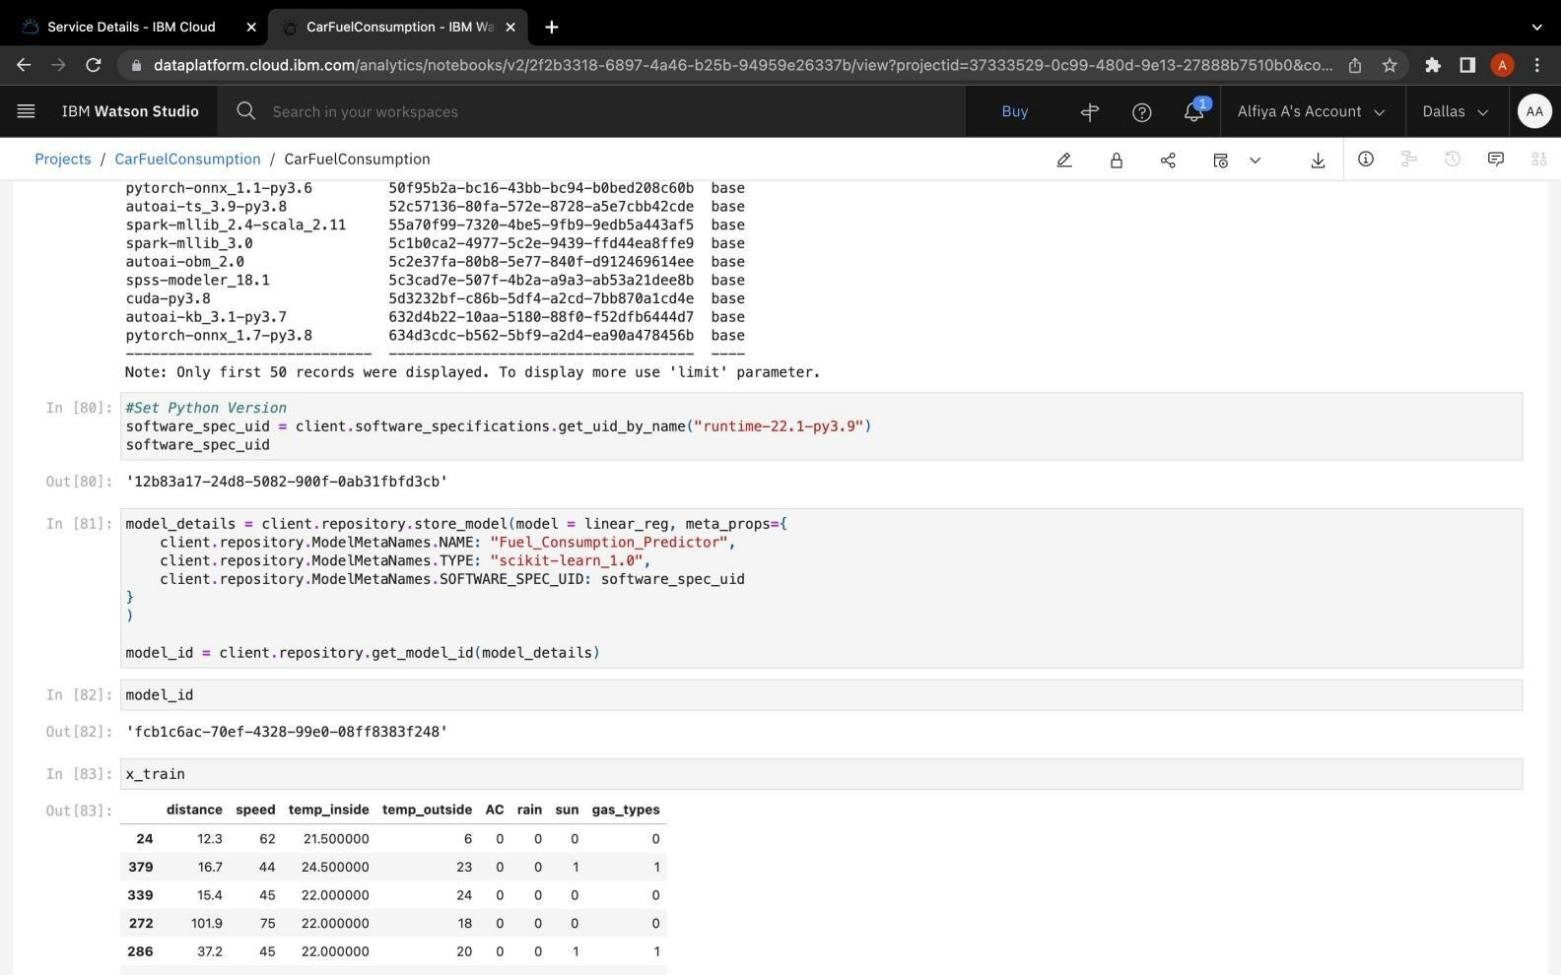 Service Details - IBM Cloud
CarFuelConsumption - IBM Wa
dataplatform.cloud.ibm.com/analytics/notebooks/v2/2f2b3318-6897-4a46-b25b-94959e26337b/view?projectid=37333529-0c99-480d-9e13-27888b7510b0&co...
A
IBM Watson Studio
Search in your workspaces
Buy
1
Alfiya A's Account
Dallas
AA
Projects / CarFuelConsumption / CarFuelConsumption
pytorch-onnx_1.1-py3.6 50f95b2a-bc16-43bb-bc94-b0bed208c60b base
autoai-ts_3.9-py3.8 52c57136-80fa-572e-8728-a5e7cbb42cde base
spark-mllib_2.4-scala_2.11 55a70f99-7320-4be5-9fb9-9edb5a443af5 base
spark-mllib_3.0 5c1b0ca2-4977-5c2e-9439-ffd44ea8ffe9 base
autoai-obm_2.0 5c2e37fa-80b8-5e77-840f-d912469614ee base
spss-modeler_18.1 5c3cad7e-507f-4b2a-a9a3-ab53a21dee8b base
cuda-py3.8 5d3232bf-c86b-5df4-a2cd-7bb870a1cd4e base
autoai-kb_3.1-py3.7 632d4b22-10aa-5180-88f0-f52dfb6444d7 base
pytorch-onnx_1.7-py3.8 634d3cdc-b562-5bf9-a2d4-ea90a478456b base
----------------------------- ------------------------------------ ----
Note: Only first 50 records were displayed. To display more use 'limit' parameter.
In [80]: #Set Python Version
software_spec_uid = client.software_specifications.get_uid_by_name("runtime-22.1-py3.9")
software_spec_uid
Out[80]: '12b83a17-24d8-5082-900f-0ab31fbfd3cb'
In [81]: model_details = client.repository.store_model(model = linear_reg, meta_props={
client.repository.ModelMetaNames.NAME: "Fuel_Consumption_Predictor",
client.repository.ModelMetaNames.TYPE: "scikit-learn_1.0",
client.repository.ModelMetaNames.SOFTWARE_SPEC_UID: software_spec_uid
}
)
model_id = client.repository.get_model_id(model_details)
In [82]: model_id
Out[82]: 'fcb1c6ac-70ef-4328-99e0-08ff8383f248'
In [83]: x_train
Out[83]: distance speed temp_inside temp_outside AC rain sun gas_types
24 12.3 62 21.500000 6 0 0 0 0
379 16.7 44 24.500000 23 0 0 1 1
339 15.4 45 22.000000 24 0 0 0 0
272 101.9 75 22.000000 18 0 0 0 0
286 37.2 45 22.000000 20 0 0 1 1